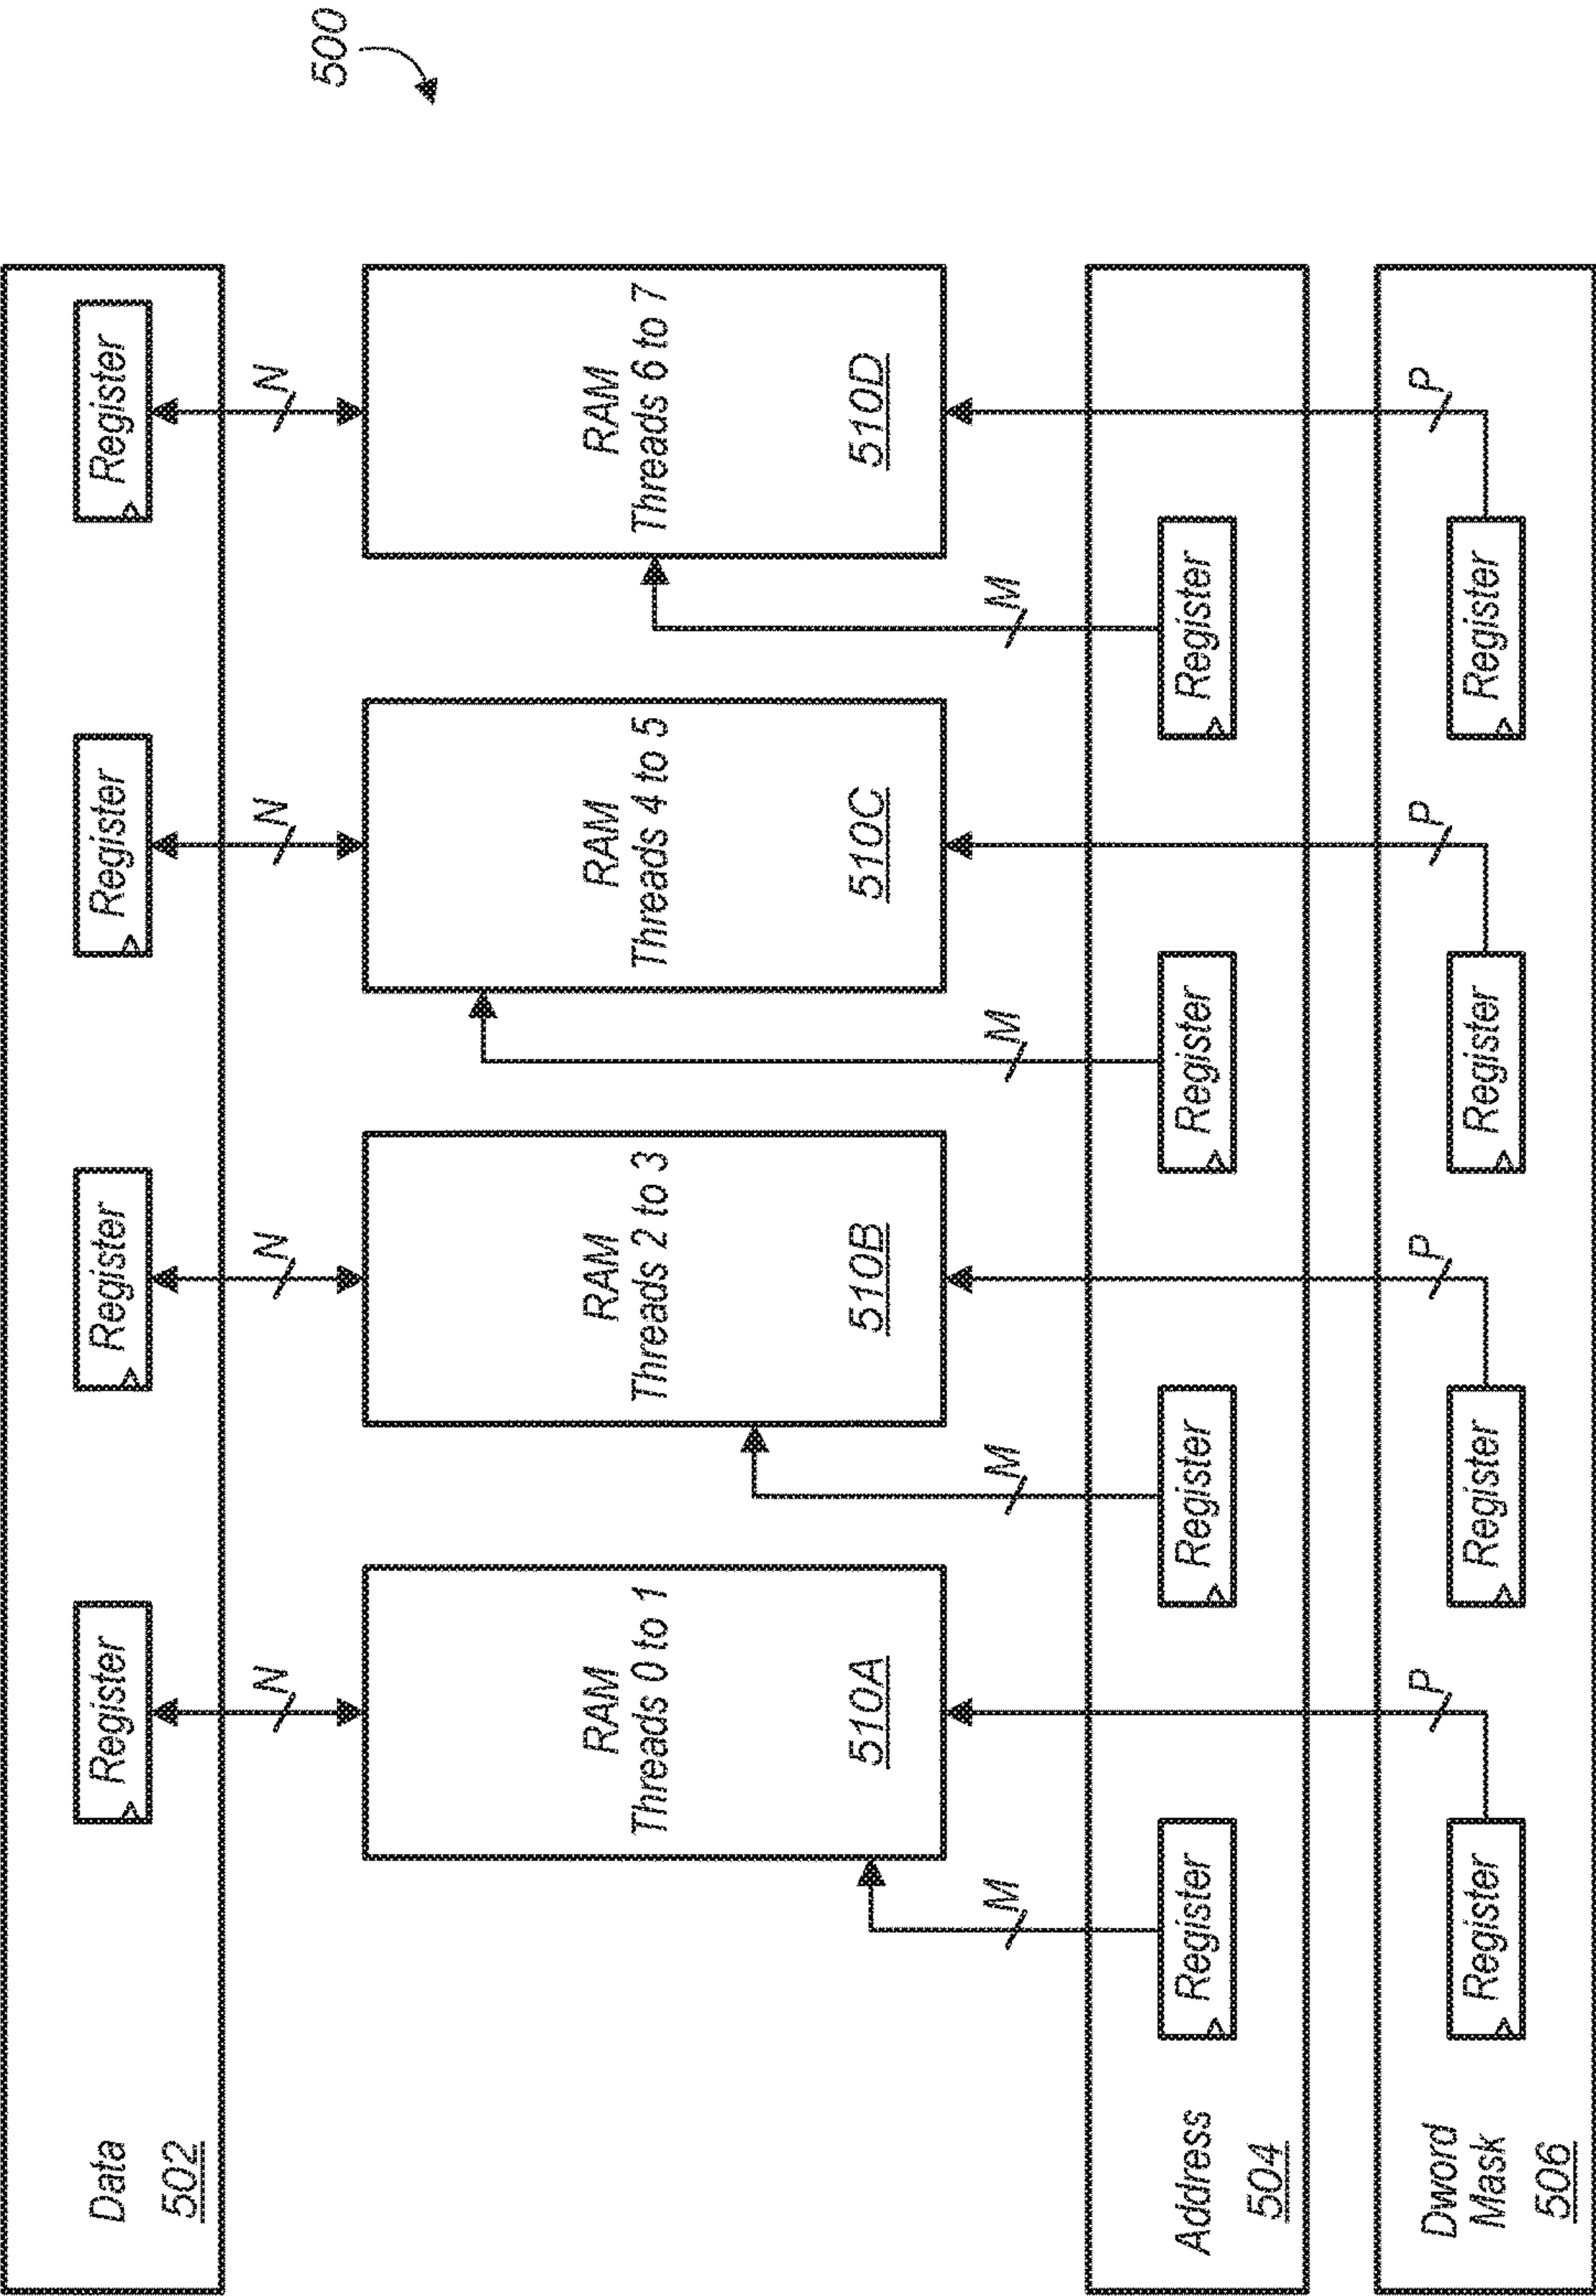 500
Data
502
Register
Register
Register
Register
N
N
N
N
RAM
Threads 0 to 1
510A
RAM
Threads 2 to 3
510B
RAM
Threads 4 to 5
510C
RAM
Threads 6 to 7
510D
M
M
M
M
Address
504
Register
Register
Register
Register
P
P
P
P
Dword
Mask
506
Register
Register
Register
Register